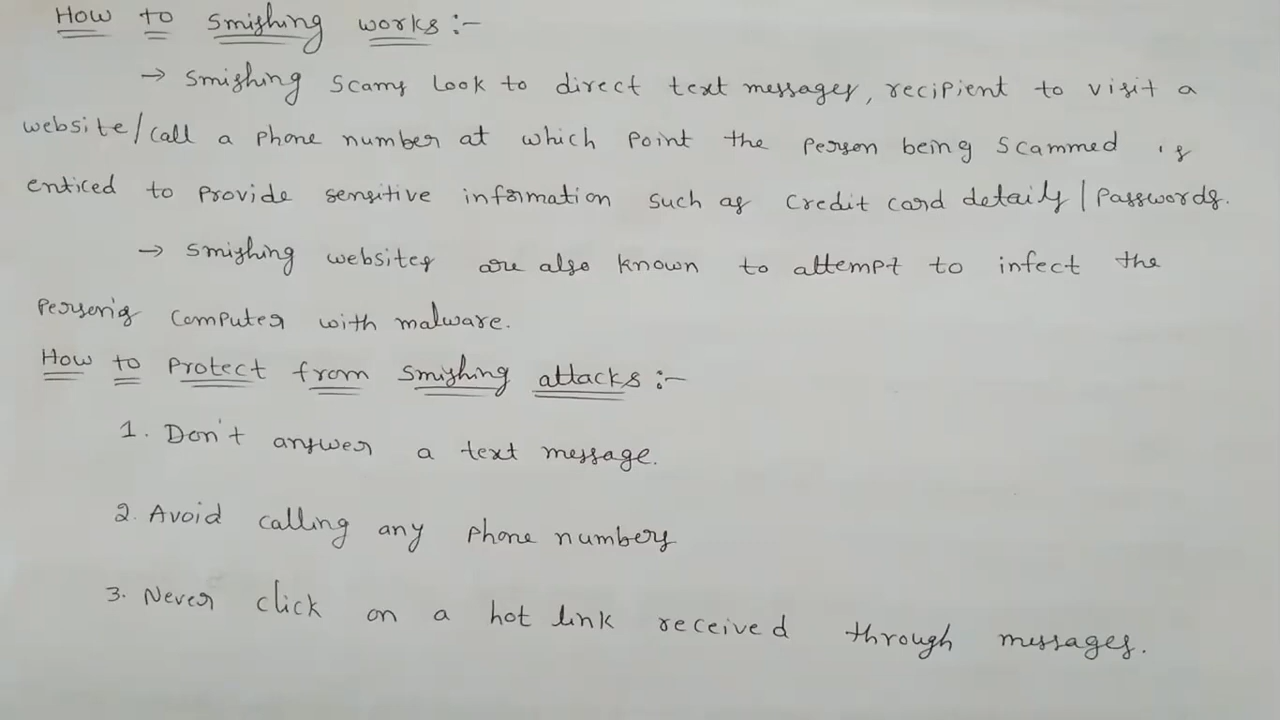 How to Smishing works :-
→ Smishing scams look to direct text messages, recipient to visit a
website/call a phone number at which point the person being scammed is
enticed to provide sensitive information such as credit card details/passwords.
→ Smishing websites are also known to attempt to infect the
person's computer with malware.
How to protect from smishing attacks :-
1. Don't answer a text message.
2. Avoid calling any phone numbers
3. Never click on a hot link received through messages.